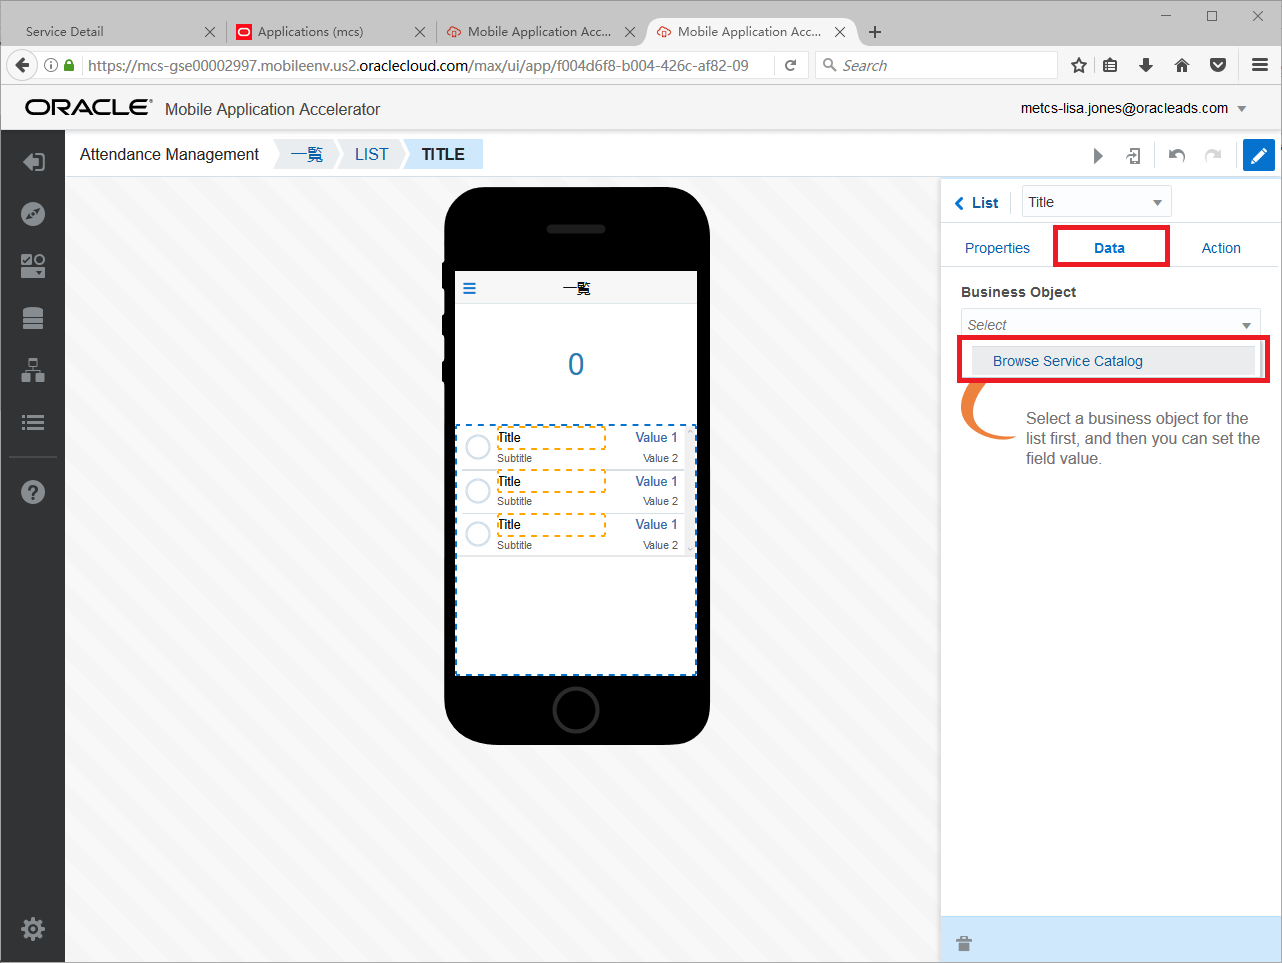 Service Detail
Applications (mcs)
Mobile Application Acc...
Mobile Application Acc...
https://mcs-gse00002997.mobileenv.us2.oraclecloud.com/max/ui/app/f004d6f8-b004-426c-af82-09
Search
ORACLE Mobile Application Accelerator
metcs-lisa.jones@oracleads.com
Attendance Management
一覧
LIST
TITLE
List
Title
Properties
Data
Action
Business Object
Select
Browse Service Catalog
Select a business object for the
list first, and then you can set the
field value.
一覧
0
Title
Value 1
Subtitle
Value 2
Title
Value 1
Subtitle
Value 2
Title
Value 1
Subtitle
Value 2